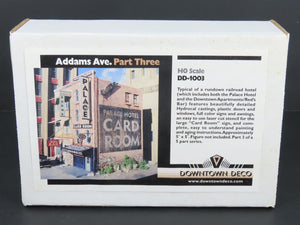 Addams Ave. Part Three
HO Scale
DD-1003
Typical of a rundown railroad hotel
(which includes both the Palace Hotel
and the Downtown Apartments/Red's
Bar) features beautifully detailed
Hydrocal castings, plastic doors and
windows, full color signs and awnings,
an easy to use laser cut stencil for the
large "Card Room" sign, and com-
plete, easy to understand painting
and aging instructions. Approximately
5" x 5". Figure not included. Part 3 of a
5 part series.
PALACE
PALACE HOTEL
CARD
ROOM
DOWNTOWN DECO
www.downtowndeco.com